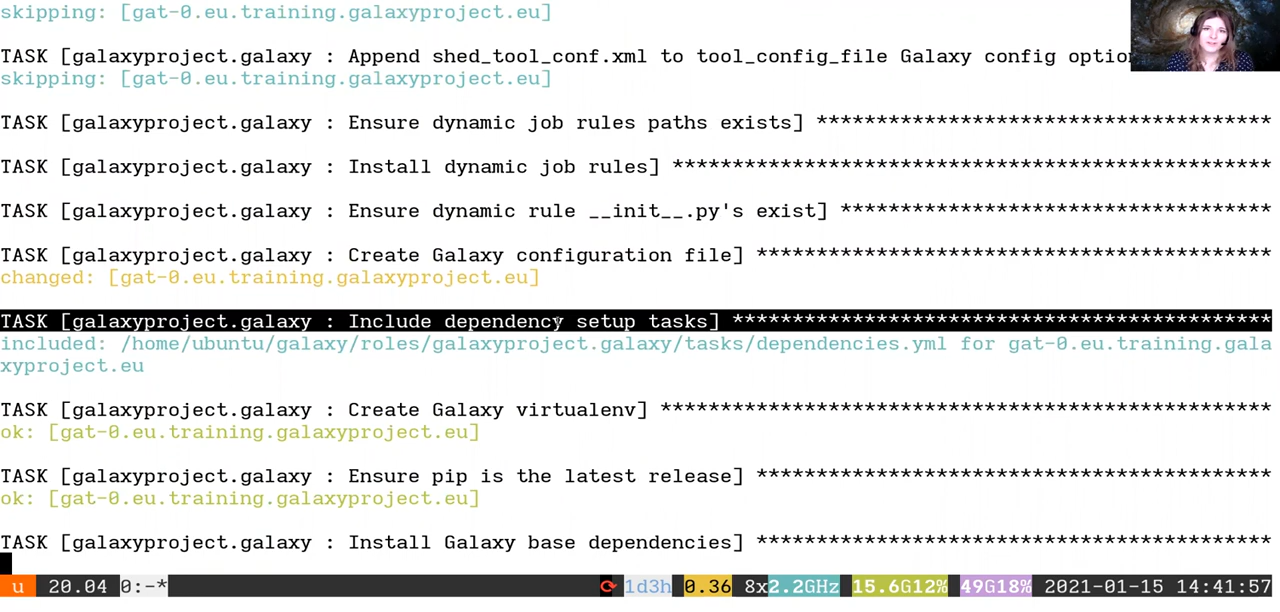 skipping: [gat-0.eu.training.galaxyproject.eu]
TASK [galaxyproject.galaxy : Append shed_tool_conf.xml to tool_config_file Galaxy config option
skipping: [gat-0.eu.training.galaxyproject.eu]
TASK [galaxyproject.galaxy : Ensure dynamic job rules paths exists] **************************************
TASK [galaxyproject.galaxy : Install dynamic job rules] **************************************************
TASK [galaxyproject.galaxy : Ensure dynamic rule __init__.py's exist] ************************************
TASK [galaxyproject.galaxy : Create Galaxy configuration file] *******************************************
changed: [gat-0.eu.training.galaxyproject.eu]
TASK [galaxyproject.galaxy : Include dependency setup tasks] *********************************************
included: /home/ubuntu/galaxy/roles/galaxyproject.galaxy/tasks/dependencies.yml for gat-0.eu.training.gala
xyproject.eu
TASK [galaxyproject.galaxy : Create Galaxy virtualenv] ***************************************************
ok: [gat-0.eu.training.galaxyproject.eu]
TASK [galaxyproject.galaxy : Ensure pip is the latest release] *******************************************
ok: [gat-0.eu.training.galaxyproject.eu]
TASK [galaxyproject.galaxy : Install Galaxy base dependencies] *******************************************
u 20.04 0:-* 1d3h 0.36 8x2.2GHz 15.6G12% 49G18% 2021-01-15 14:41:57